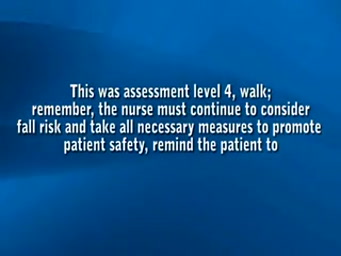 This was assessment level 4, walk;
remember, the nurse must continue to consider
fall risk and take all necessary measures to promote
patient safety, remind the patient to